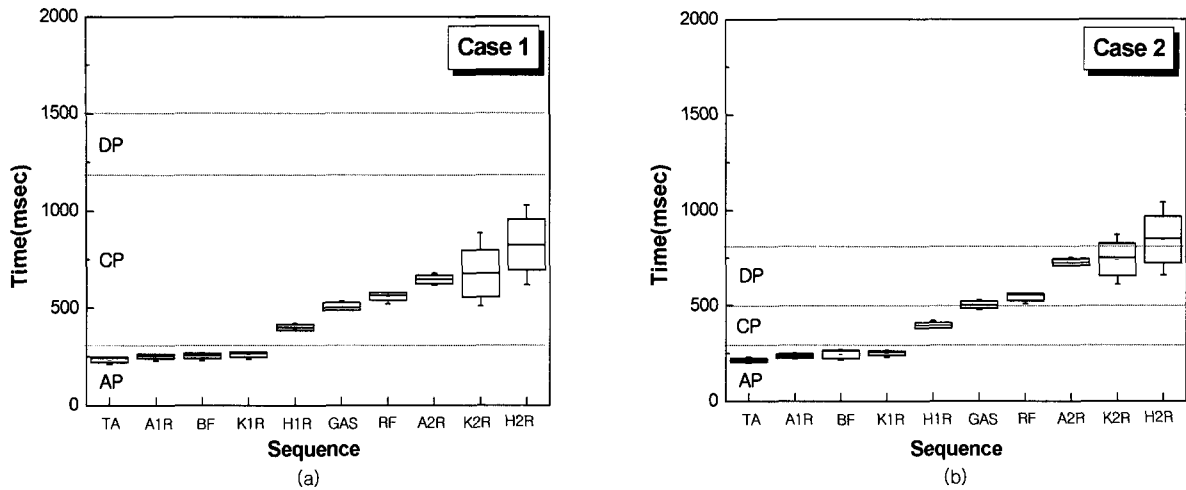 Case 1
2000
1500
1000
500
0
Time(msec)
DP
CP
AP
TA A1R BF K1R H1R GAS RF A2R K2R H2R
Sequence
(a)
Case 2
2000
1500
1000
500
0
Time(msec)
DP
CP
AP
TA A1R BF K1R H1R GAS RF A2R K2R H2R
Sequence
(b)